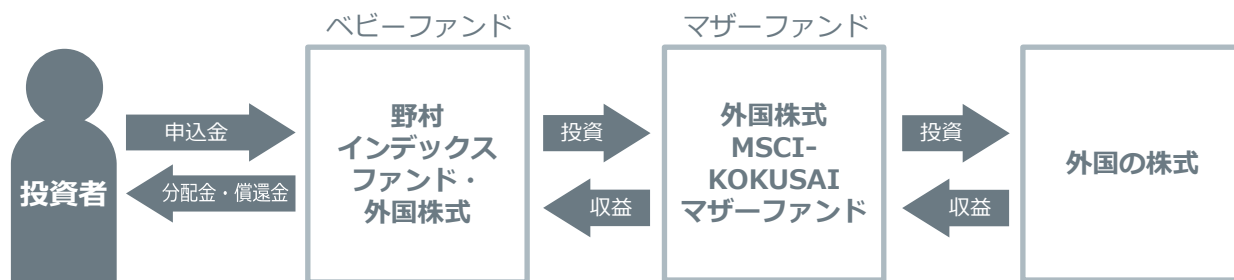 ベビーファンド
マザーファンド
投資者
申込金
分配金・償還金
野村
インデックス
ファンド・
外国株式
投資
収益
外国株式
MSCI-
KOKUSAI
マザーファンド
投資
収益
外国の株式